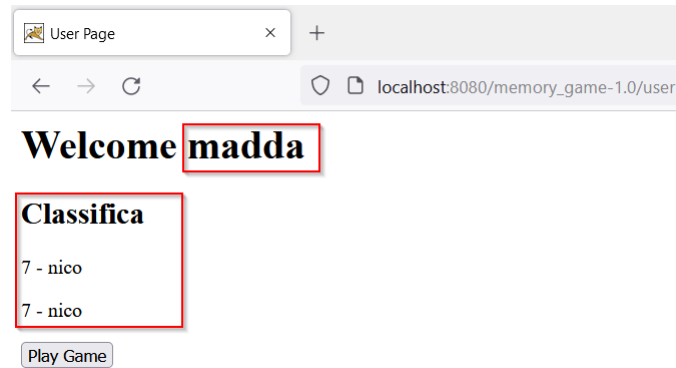 User Page
localhost:8080/memory_game-1.0/user
Welcome madda
Classifica
7 - nico
7 - nico
Play Game